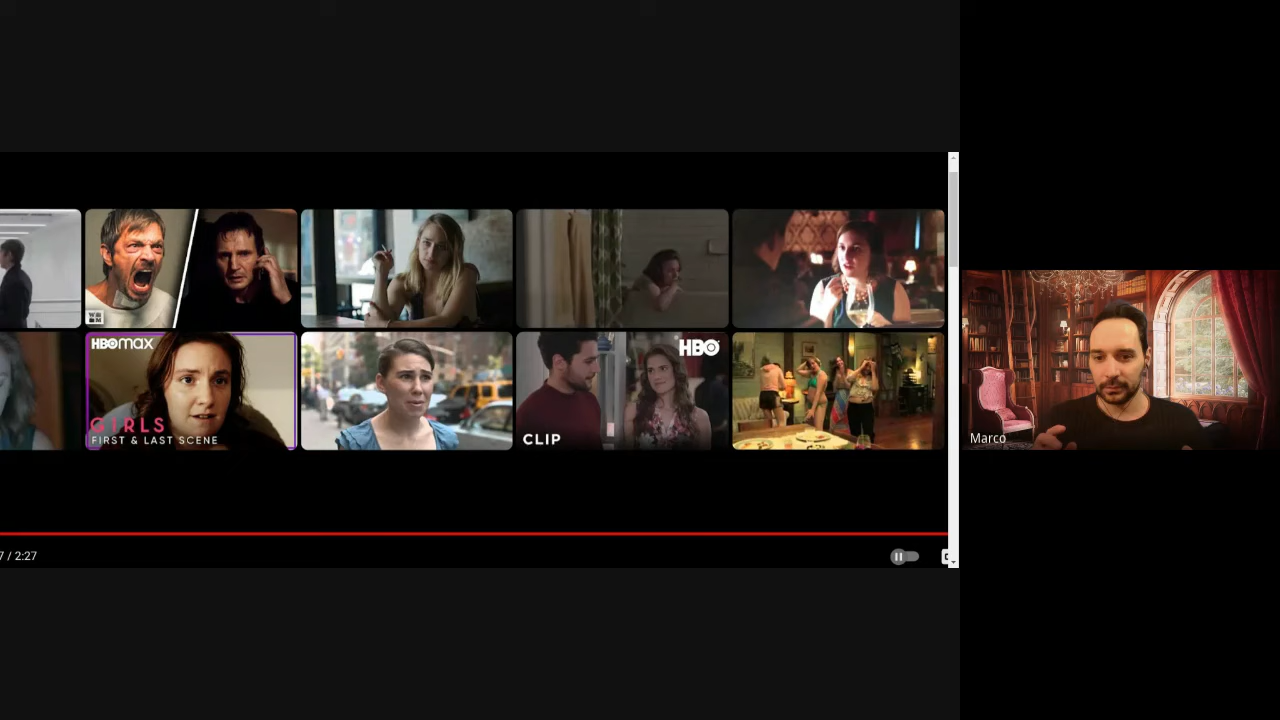 HBOmax
GIRLS
FIRST & LAST SCENE
HBO
CLIP
/ 2:27
Marco